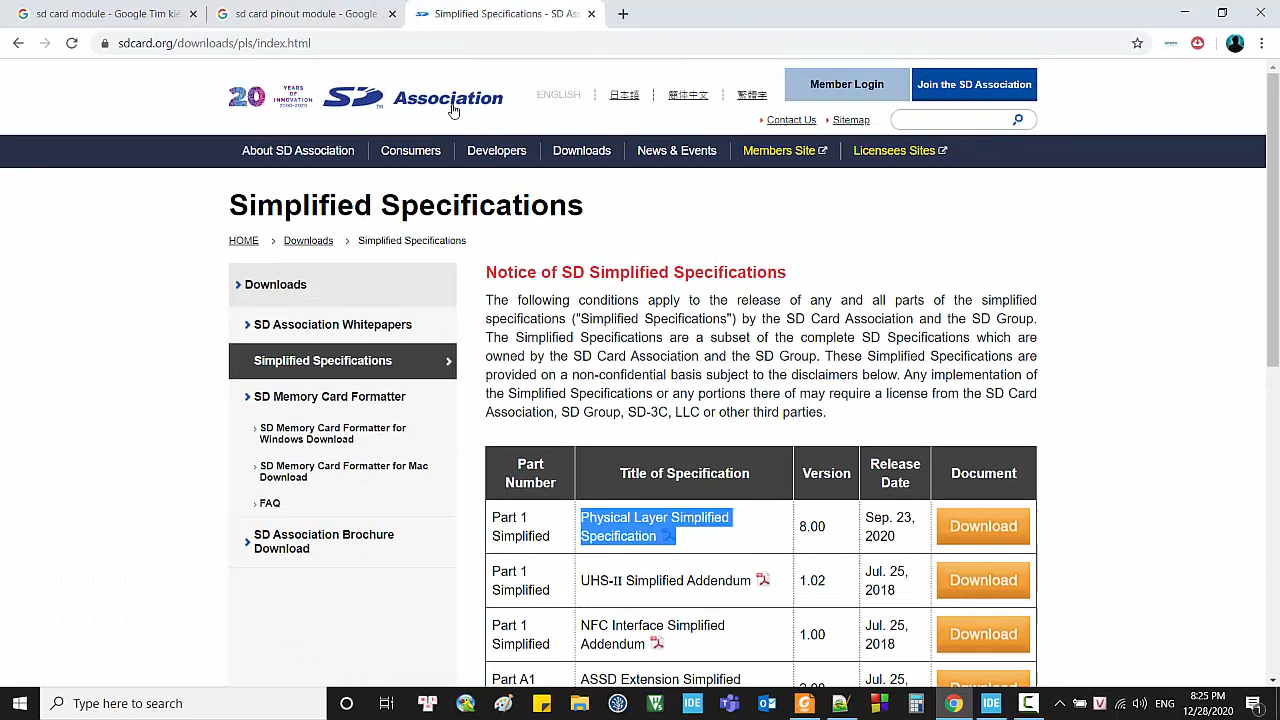 sd card module - Google Tìm kiế
sd card pinout module - Google
Simplified Specifications - SD As
sdcard.org/downloads/pls/index.html
20 YEARS OF INNOVATION 2000-2020
SD Association
ENGLISH
日本語
简体中文
繁體字
Member Login
Join the SD Association
Contact Us
Sitemap
About SD Association
Consumers
Developers
Downloads
News & Events
Members Site
Licensees Sites
Simplified Specifications
HOME > Downloads > Simplified Specifications
Downloads
SD Association Whitepapers
Simplified Specifications
SD Memory Card Formatter
SD Memory Card Formatter for
Windows Download
SD Memory Card Formatter for Mac
Download
FAQ
SD Association Brochure
Download
Notice of SD Simplified Specifications
The following conditions apply to the release of any and all parts of the simplified
specifications ("Simplified Specifications") by the SD Card Association and the SD Group.
The Simplified Specifications are a subset of the complete SD Specifications which are
owned by the SD Card Association and the SD Group. These Simplified Specifications are
provided on a non-confidential basis subject to the disclaimers below. Any implementation of
the Simplified Specifications or any portions there of may require a license from the SD Card
Association, SD Group, SD-3C, LLC or other third parties.
Part
Number
Title of Specification
Version
Release
Date
Document
Part 1
Simplified
Physical Layer Simplified
Specification
8.00
Sep. 23,
2020
Download
Part 1
Simplified
UHS-II Simplified Addendum
1.02
Jul. 25,
2018
Download
Part 1
Simplified
NFC Interface Simplified
Addendum
1.00
Jul. 25,
2018
Download
Part A1
ASSD Extension Simplified
Type here to search
IDE
IDE
V
ENG
8:25 PM
12/28/2020